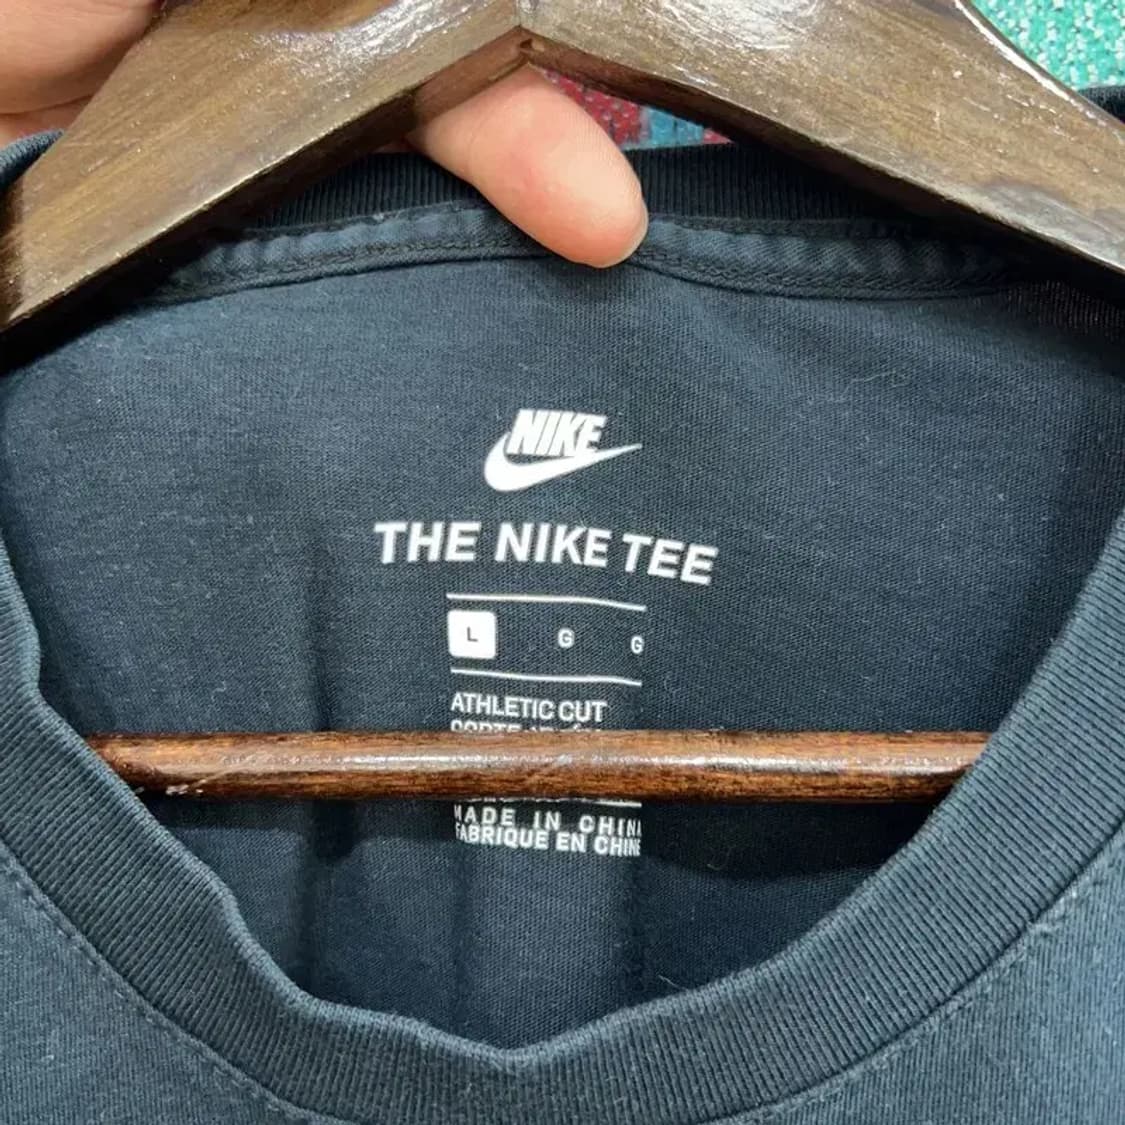 NIKE
THE NIKE TEE
L G G
ATHLETIC CUT
MADE IN CHINA
FABRIQUE EN CHINE